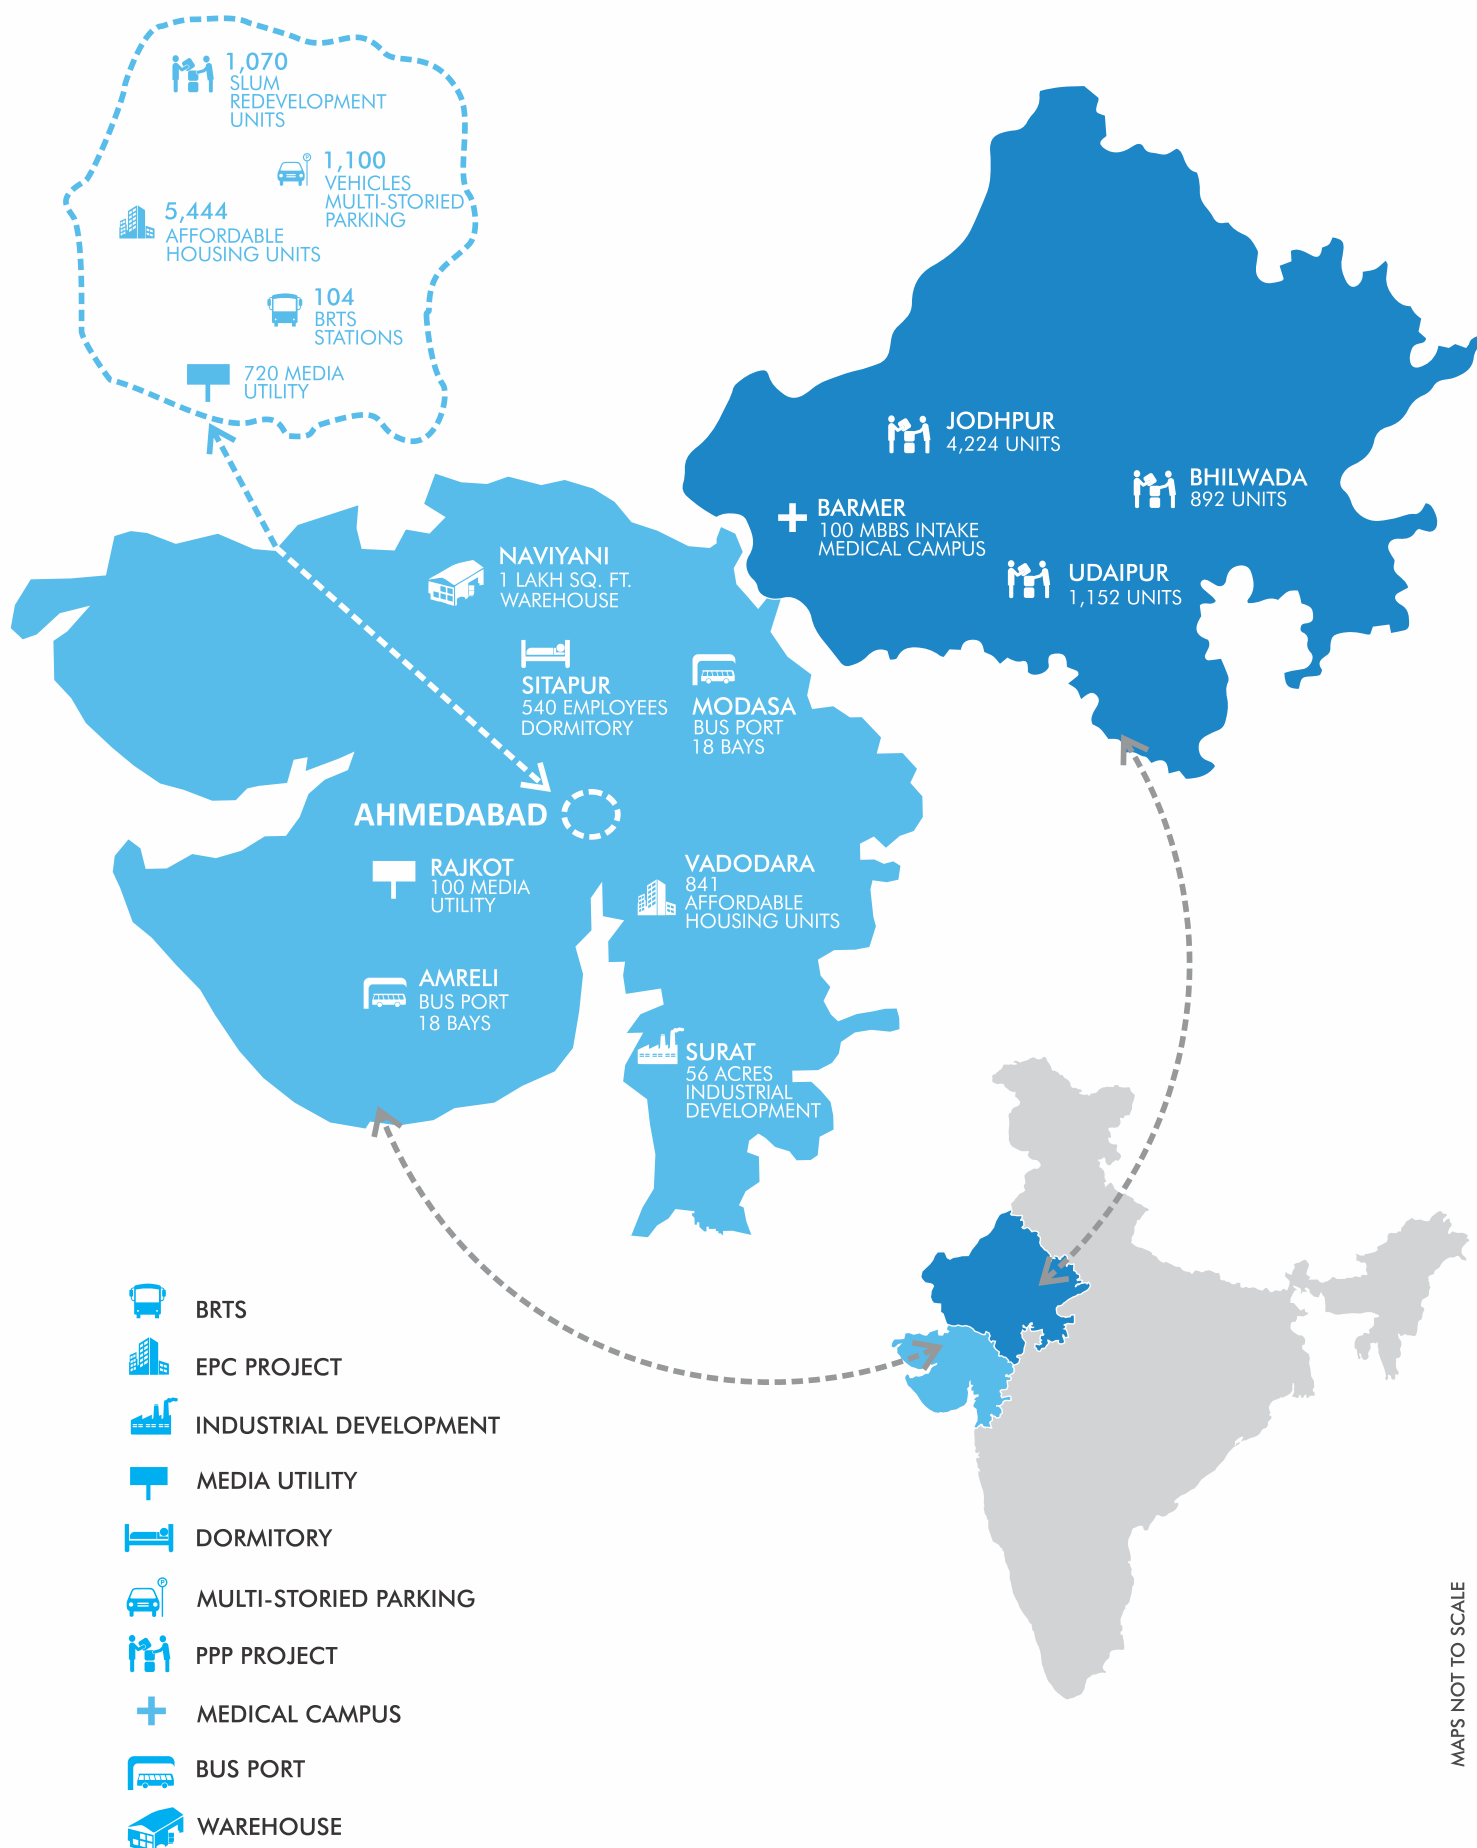 1,070
SLUM
REDEVELOPMENT
UNITS
1,100
VEHICLES
MULTI-STORIED
PARKING
5,444
AFFORDABLE
HOUSING UNITS
104
BRTS
STATIONS
720 MEDIA
UTILITY
JODHPUR
4,224 UNITS
BHILWADA
892 UNITS
BARMER
100 MBBS INTAKE
MEDICAL CAMPUS
UDAIPUR
1,152 UNITS
NAVIYANI
1 LAKH SQ. FT.
WAREHOUSE
SITAPUR
540 EMPLOYEES
DORMITORY
MODASA
BUS PORT
18 BAYS
AHMEDABAD
RAJKOT
100 MEDIA
UTILITY
VADODARA
841
AFFORDABLE
HOUSING UNITS
AMRELI
BUS PORT
18 BAYS
SURAT
56 ACRES
INDUSTRIAL
DEVELOPMENT
BRTS
EPC PROJECT
INDUSTRIAL DEVELOPMENT
MEDIA UTILITY
DORMITORY
P
MULTI-STORIED PARKING
PPP PROJECT
MEDICAL CAMPUS
BUS PORT
WAREHOUSE
MAPS NOT TO SCALE